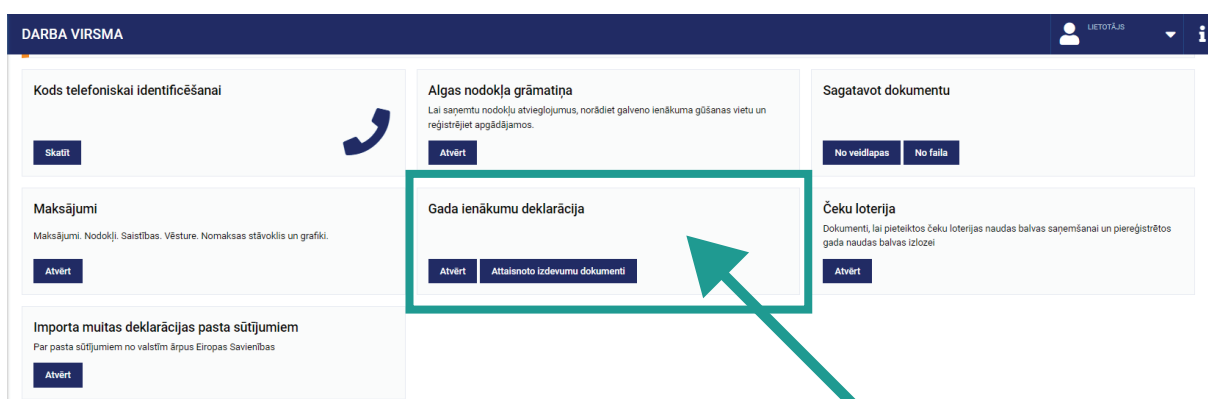 DARBA VIRSMA
LIETOTĀJS
Kods telefoniskai identificēšanai
Skatīt
Algas nodokļa grāmatiņa
Lai saņemtu nodokļu atvieglojumus, norādiet galveno ienākuma gūšanas vietu un
reģistrējiet apgādājamos.
Atvērt
Sagatavot dokumentu
No veidlapas
No faila
Maksājumi
Maksājumi. Nodokļi. Saistības. Vēsture. Nomaksas stāvoklis un grafiki.
Atvērt
Gada ienākumu deklarācija
Atvērt
Attaisnoto izdevumu dokumenti
Čeku loterija
Dokumenti, lai pieteiktos čeku loterijas naudas balvas saņemšanai un piereģistrētos
gada naudas balvas izlozei
Atvērt
Importa muitas deklarācijas pasta sūtījumiem
Par pasta sūtījumiem no valstīm ārpus Eiropas Savienības
Atvērt